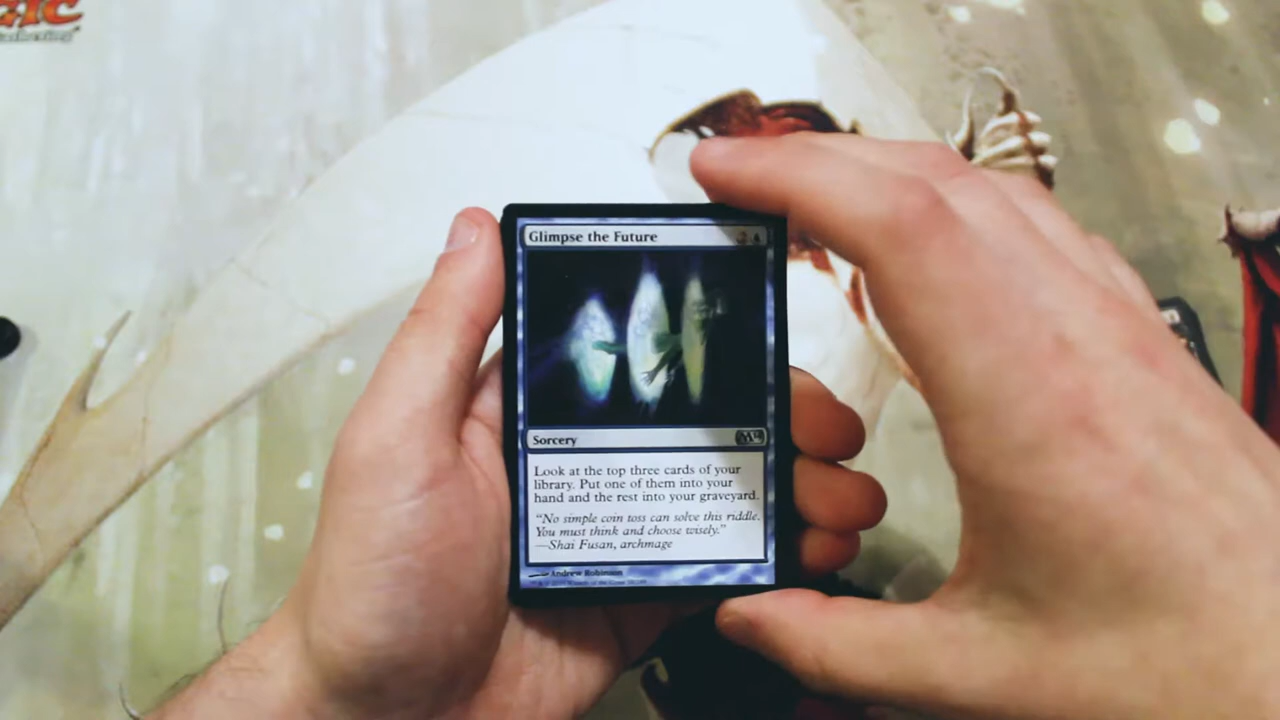 Glimpse the Future
2
Sorcery
M14
Look at the top three cards of your
library. Put one of them into your
hand and the rest into your graveyard.
“No simple coin toss can solve this riddle.
You must think and choose wisely.”
—Shai Fusan, archmage
Andrew Robinson